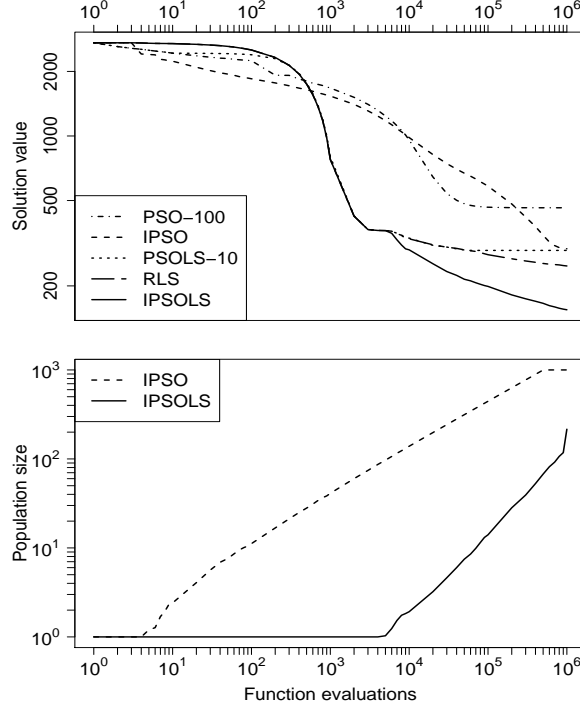 10^0 10^1 10^2 10^3 10^4 10^5 10^6
Solution value
2000
1000
500
200
PSO−100
IPSO
PSOLS−10
RLS
IPSOLS
Population size
10^3
10^2
10^1
10^0
IPSO
IPSOLS
10^0 10^1 10^2 10^3 10^4 10^5 10^6
Function evaluations